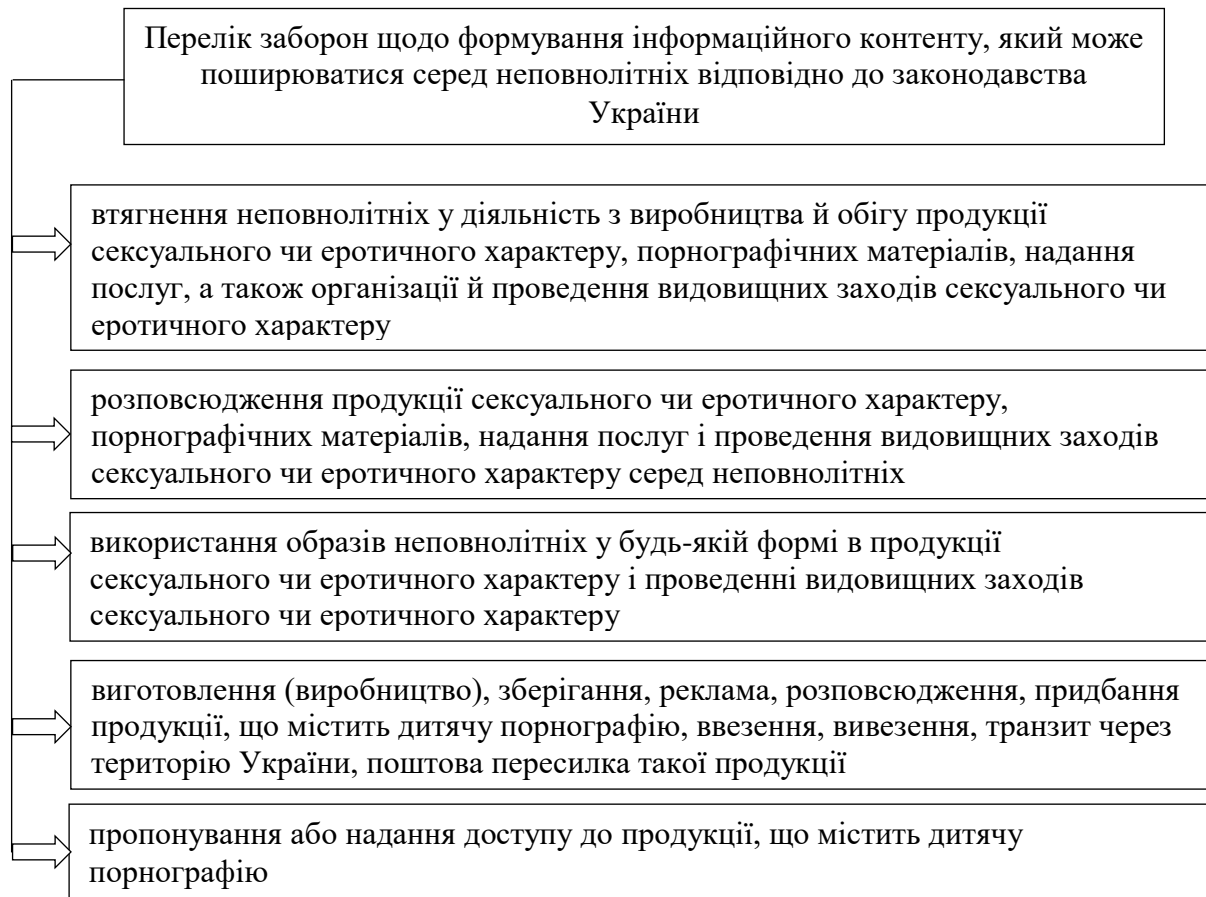 Перелік заборон щодо формування інформаційного контенту, який може
поширюватися серед неповнолітніх відповідно до законодавства
України
втягнення неповнолітніх у діяльність з виробництва й обігу продукції
сексуального чи еротичного характеру, порнографічних матеріалів, надання
послуг, а також організації й проведення видовищних заходів сексуального чи
еротичного характеру
розповсюдження продукції сексуального чи еротичного характеру,
порнографічних матеріалів, надання послуг і проведення видовищних заходів
сексуального чи еротичного характеру серед неповнолітніх
використання образів неповнолітніх у будь-якій формі в продукції
сексуального чи еротичного характеру і проведенні видовищних заходів
сексуального чи еротичного характеру
виготовлення (виробництво), зберігання, реклама, розповсюдження, придбання
продукції, що містить дитячу порнографію, ввезення, вивезення, транзит через
територію України, поштова пересилка такої продукції
пропонування або надання доступу до продукції, що містить дитячу
порнографію